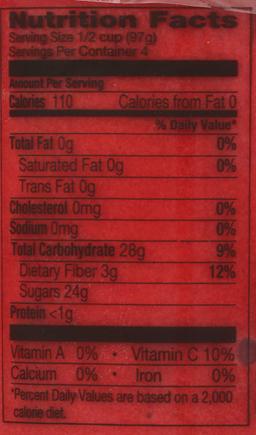 Nutrition Facts
Serving Size 1/2 cup (97g)
Servings Per Container 4
Amount Per Serving
Calories 110 Calories from Fat 0
% Daily Value*
Total Fat 0g 0%
Saturated Fat 0g 0%
Trans Fat 0g
Cholesterol 0mg 0%
Sodium 0mg 0%
Total Carbohydrate 28g 9%
Dietary Fiber 3g 12%
Sugars 24g
Protein <1g
Vitamin A 0% • Vitamin C 10%
Calcium 0% • Iron 0%
*Percent Daily Values are based on a 2,000
calorie diet.